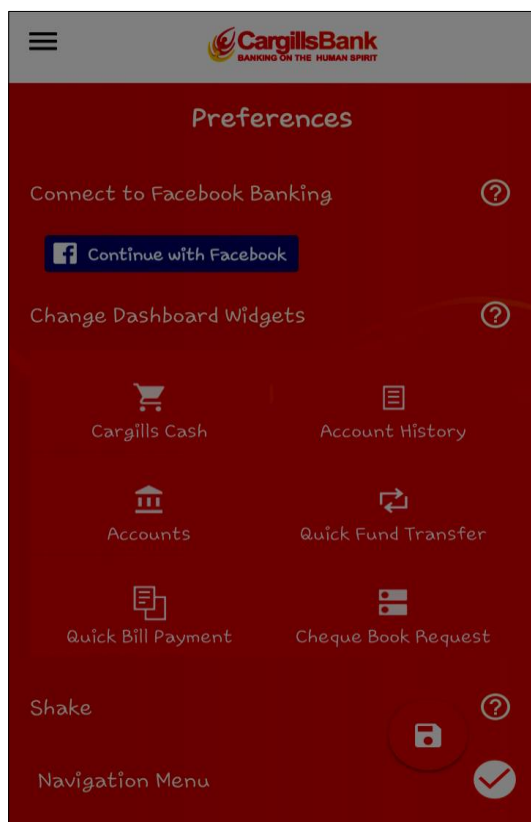 CargillsBank
BANKING ON THE HUMAN SPIRIT
Preferences
Connect to Facebook Banking
Continue with Facebook
Change Dashboard Widgets
Cargills Cash
Account History
Accounts
Quick Fund Transfer
Quick Bill Payment
Cheque Book Request
Shake
Navigation Menu